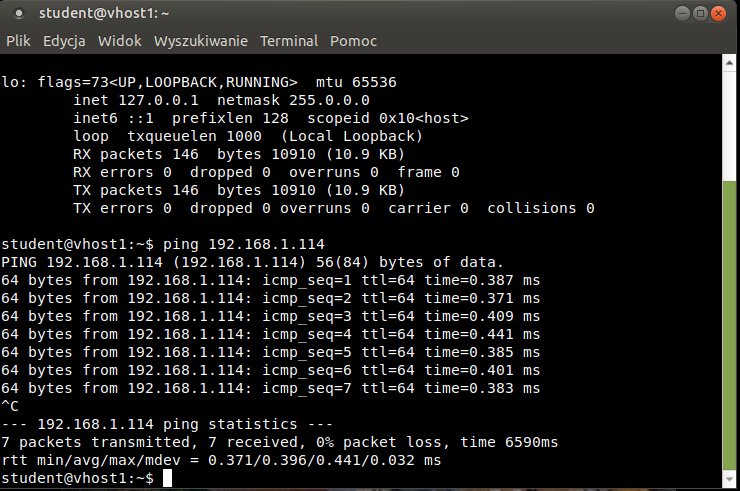 student@vhost1: ~
Plik Edycja Widok Wyszukiwanie Terminal Pomoc
lo: flags=73<UP,LOOPBACK,RUNNING>  mtu 65536
        inet 127.0.0.1  netmask 255.0.0.0
        inet6 ::1  prefixlen 128  scopeid 0x10<host>
        loop  txqueuelen 1000  (Local Loopback)
        RX packets 146  bytes 10910 (10.9 KB)
        RX errors 0  dropped 0  overruns 0  frame 0
        TX packets 146  bytes 10910 (10.9 KB)
        TX errors 0  dropped 0 overruns 0  carrier 0  collisions 0
student@vhost1:~$ ping 192.168.1.114
PING 192.168.1.114 (192.168.1.114) 56(84) bytes of data.
64 bytes from 192.168.1.114: icmp_seq=1 ttl=64 time=0.387 ms
64 bytes from 192.168.1.114: icmp_seq=2 ttl=64 time=0.371 ms
64 bytes from 192.168.1.114: icmp_seq=3 ttl=64 time=0.409 ms
64 bytes from 192.168.1.114: icmp_seq=4 ttl=64 time=0.441 ms
64 bytes from 192.168.1.114: icmp_seq=5 ttl=64 time=0.385 ms
64 bytes from 192.168.1.114: icmp_seq=6 ttl=64 time=0.401 ms
64 bytes from 192.168.1.114: icmp_seq=7 ttl=64 time=0.383 ms
^C
--- 192.168.1.114 ping statistics ---
7 packets transmitted, 7 received, 0% packet loss, time 6590ms
rtt min/avg/max/mdev = 0.371/0.396/0.441/0.032 ms
student@vhost1:~$